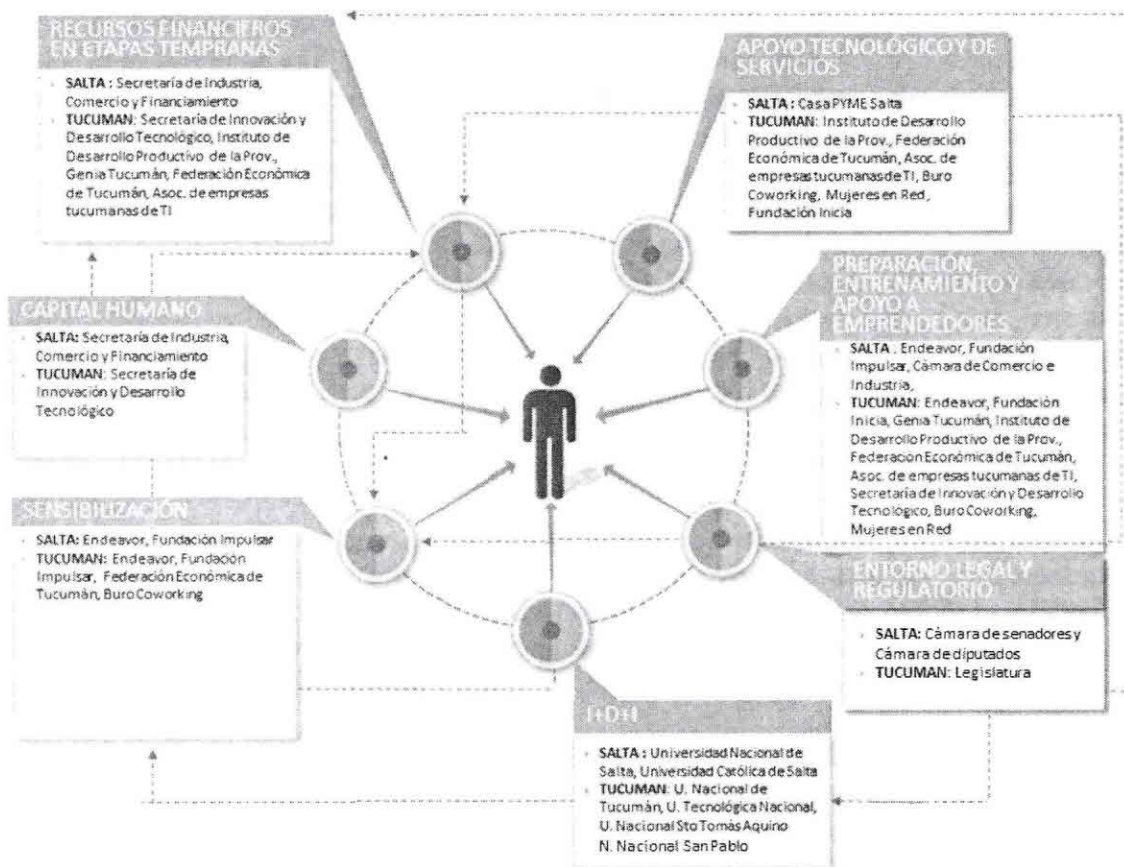 RECURSOS FINANCIEROS
EN ETAPAS TEMPRANAS
SALTA : Secretaría de Industria,
Comercio y Financiamiento
TUCUMAN: Secretaría de Innovación y
Desarrollo Tecnológico, Instituto de
Desarrollo Productivo de la Prov.,
Genia Tucumán, Federación Económica
de Tucumán, Asoc. de empresas
tucumanas de TI
APOYO TECNOLÓGICO Y DE
SERVICIOS
SALTA : Casa PYME Salta
TUCUMAN: Instituto de Desarrollo
Productivo de la Prov., Federación
Económica de Tucumán, Asoc. de
empresas tucumanas de TI, Buro
Coworking, Mujeres en Red,
Fundación Inicia
PREPARACIÓN,
ENTRENAMIENTO Y
APOYO A
EMPRENDEDORES
SALTA . Endeavor, Fundación
Impulsar, Cámara de Comercio e
Industria,
TUCUMAN: Endeavor, Fundación
Inicia, Genia Tucumán, Instituto de
Desarrollo Productivo de la Prov.,
Federación Económica de Tucumán,
Asoc. de empresas tucumanas de TI,
Secretaría de Innovación y Desarrollo
Tecnológico, Buro Coworking,
Mujeres en Red
CAPITAL HUMANO
SALTA: Secretaría de Industria,
Comercio y Financiamiento
TUCUMAN: Secretaría de
Innovación y Desarrollo
Tecnológico
SENSIBILIZACIÓN
SALTA: Endeavor, Fundación Impulsar
TUCUMAN: Endeavor, Fundación
Impulsar, Federación Económica de
Tucumán, Buro Coworking
ENTORNO LEGAL Y
REGULATORIO
SALTA: Cámara de senadores y
Cámara de diputados
TUCUMAN: Legislatura
I+D+I
SALTA : Universidad Nacional de
Salta, Universidad Católica de Salta
TUCUMAN: U. Nacional de
Tucumán, U. Tecnológica Nacional,
U. Nacional Sto Tomás Aquino
N. Nacional San Pablo